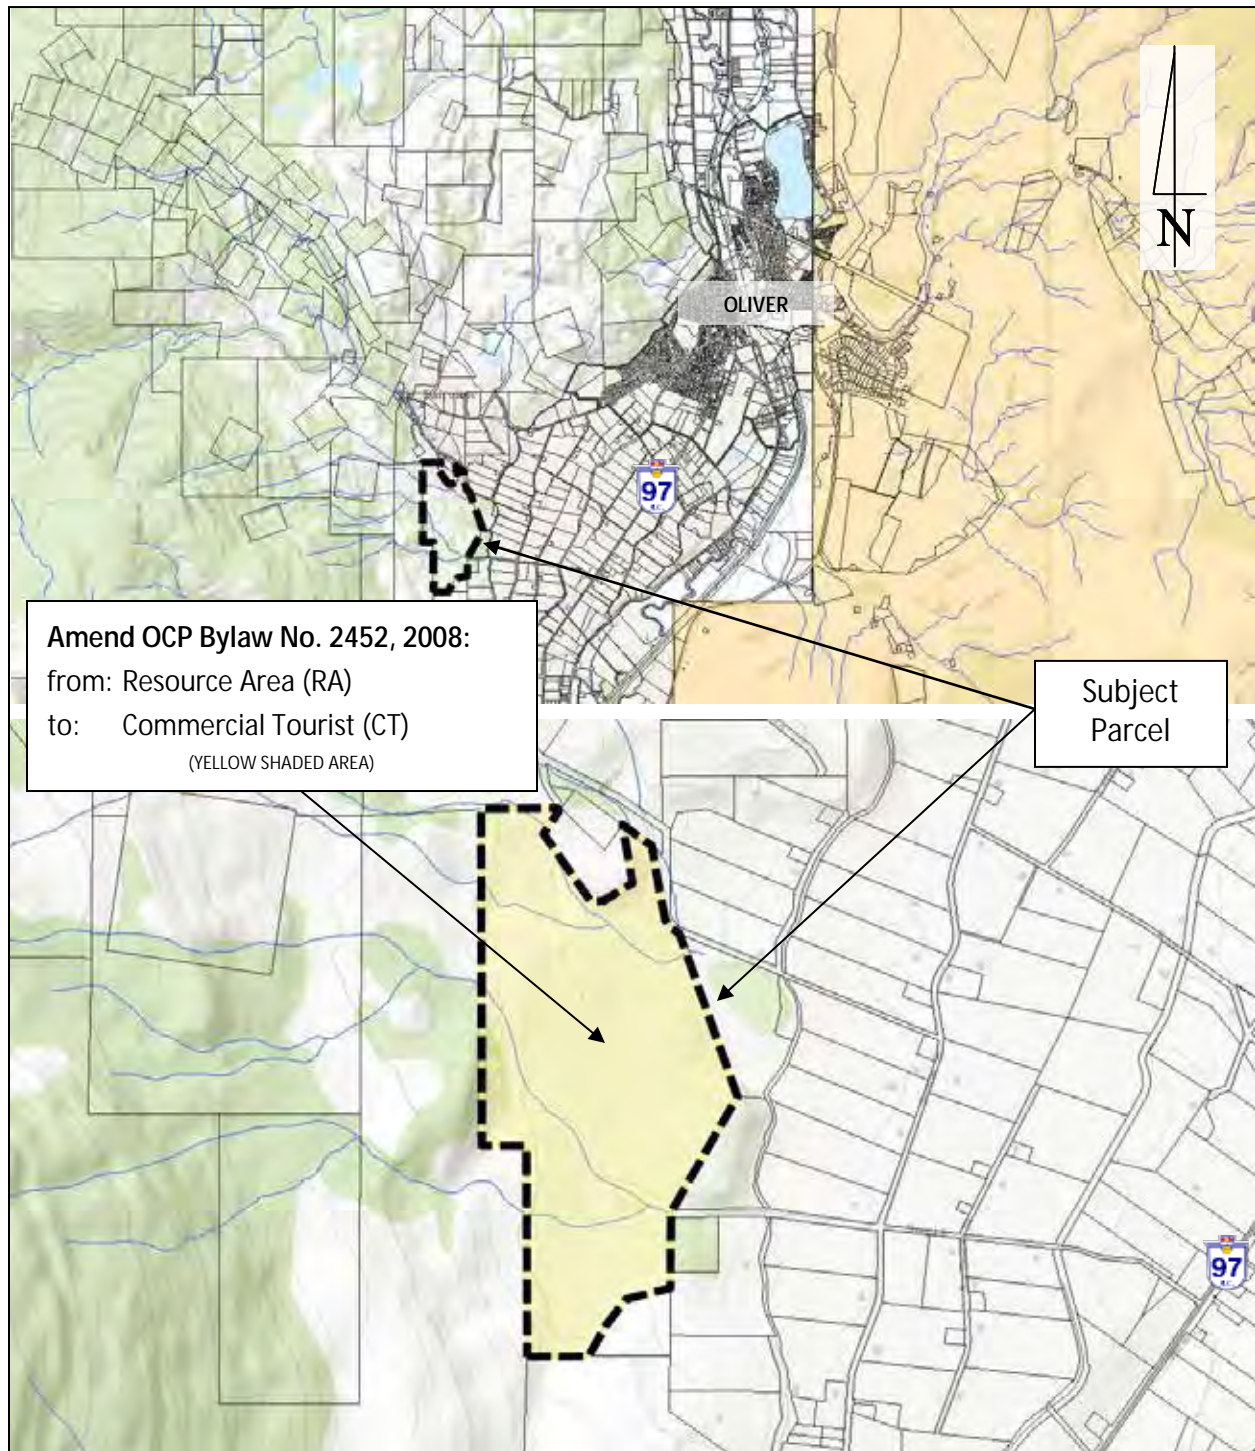 N
OLIVER
97
B.C.
Amend OCP Bylaw No. 2452, 2008:
from: Resource Area (RA)
to: Commercial Tourist (CT)
(YELLOW SHADED AREA)
Subject
Parcel
97
B.C.